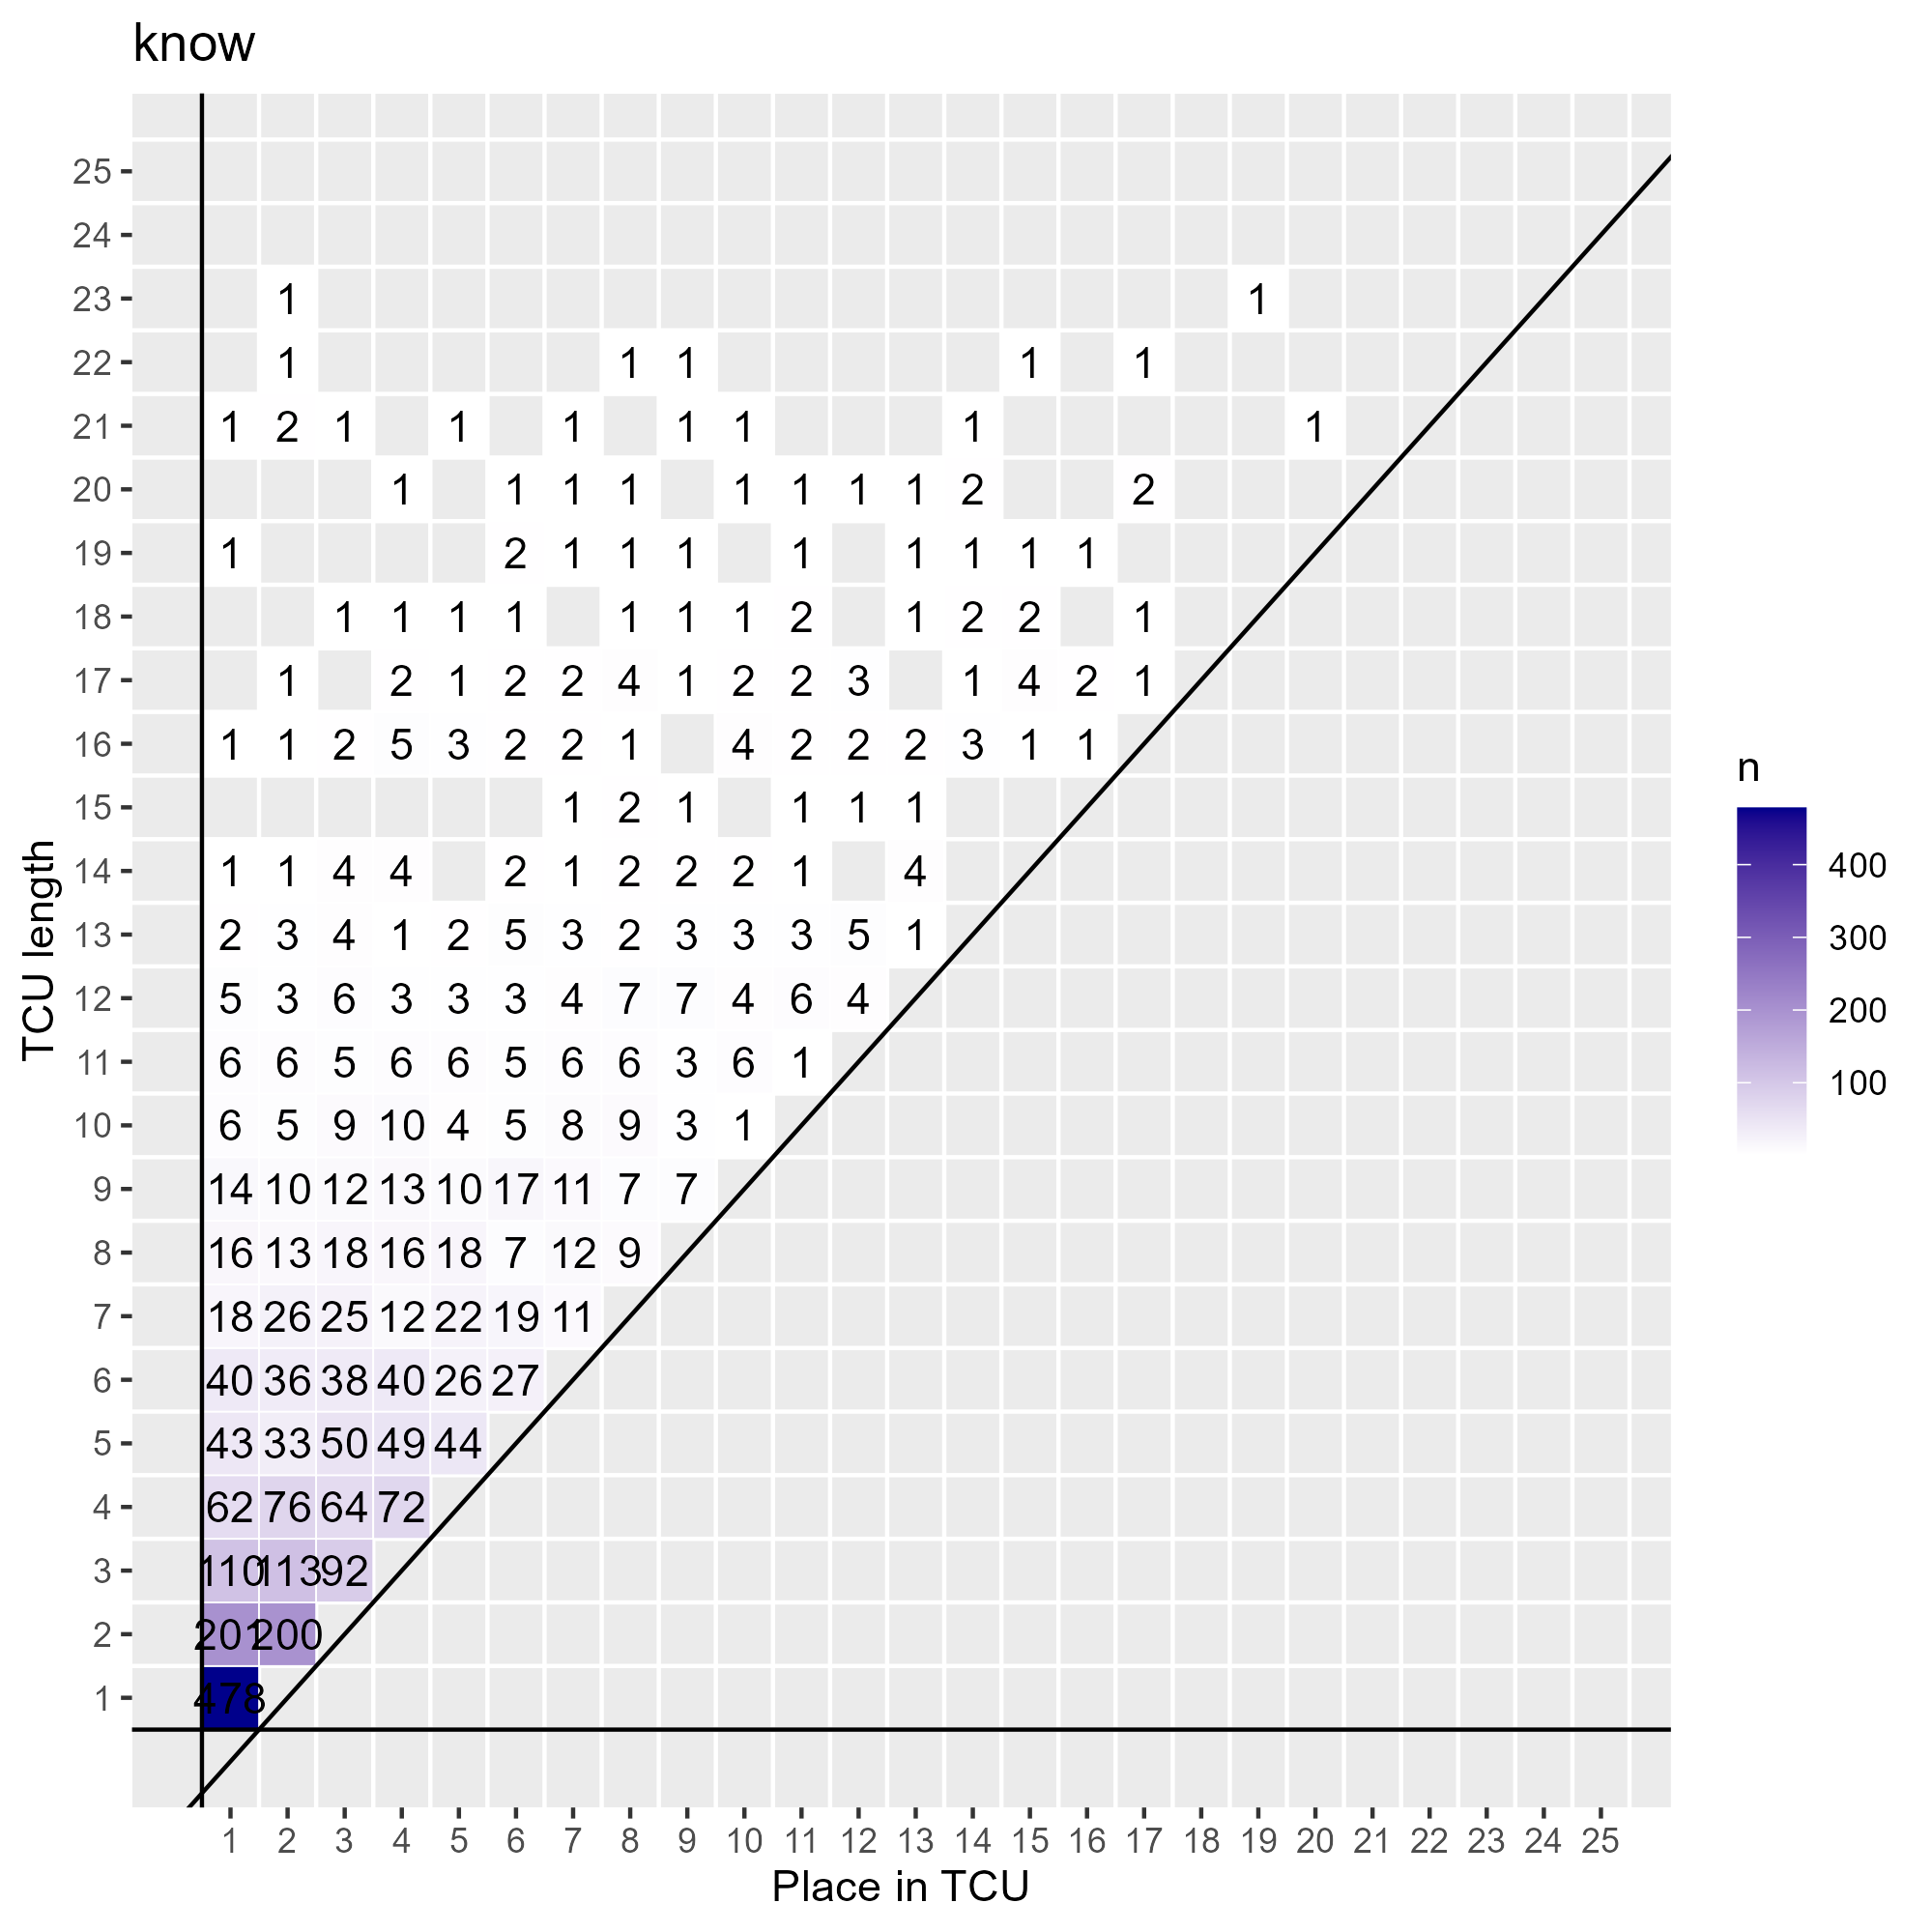 know
25
24
23 1 1
22 1 1 1 1 1
21 1 2 1 1 1 1 1 1 1
20 1 1 1 1 1 1 1 1 2 2
19 1 2 1 1 1 1 1 1 1 1
18 1 1 1 1 1 1 1 2 1 2 2 1
17 1 2 1 2 2 4 1 2 2 3 1 4 2 1
16 1 1 2 5 3 2 2 1 4 2 2 2 3 1 1
15 1 2 1 1 1 1
14 1 1 4 4 2 1 2 2 2 1 4
13 2 3 4 1 2 5 3 2 3 3 3 5 1
12 5 3 6 3 3 3 4 7 7 4 6 4
11 6 6 5 6 6 5 6 6 3 6 1
10 6 5 9 10 4 5 8 9 3 1
9 14 10 12 13 10 17 11 7 7
8 16 13 18 16 18 7 12 9
7 18 26 25 12 22 19 11
6 40 36 38 40 26 27
5 43 33 50 49 44
4 62 76 64 72
3 110 113 92
2 201 200
1 478
1 2 3 4 5 6 7 8 9 10 11 12 13 14 15 16 17 18 19 20 21 22 23 24 25
Place in TCU
TCU length
n
400
300
200
100